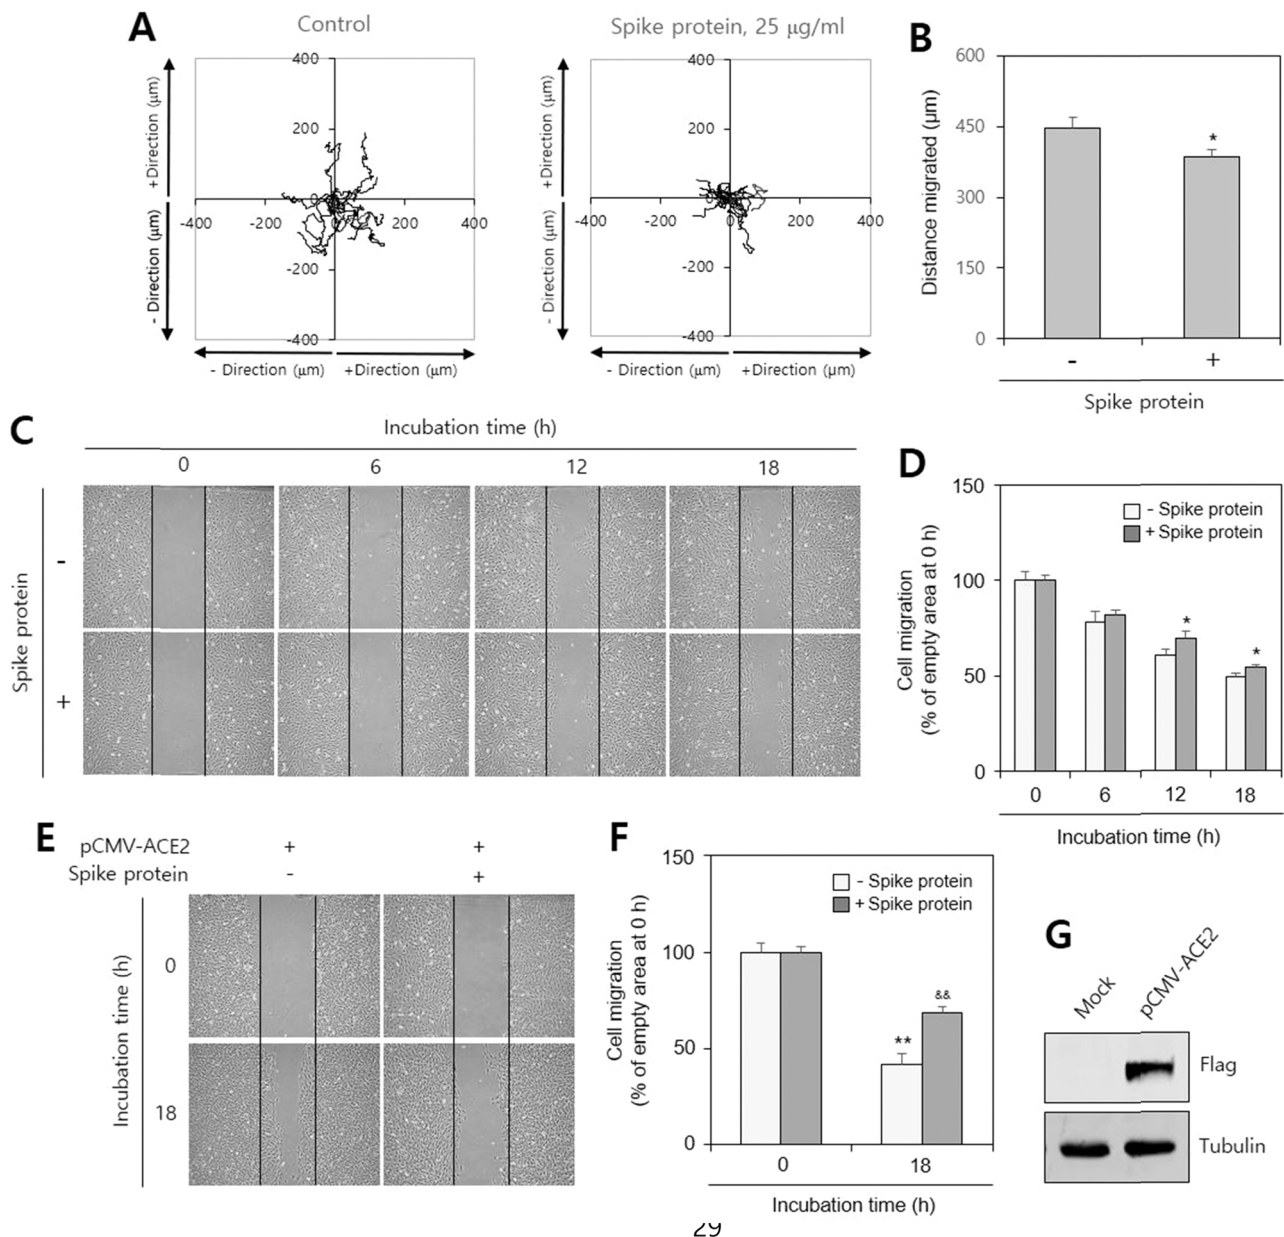 A
Control
Spike protein, 25 μg/ml
+Direction (μm)
- Direction (μm)
400
200
0
-200
-400
-400 -200 200 400
- Direction (μm) +Direction (μm)
+Direction (μm)
- Direction (μm)
400
200
0
-200
-400
-400 -200 0 200 400
- Direction (μm) +Direction (μm)
B
Distance migrated (μm)
600
450
300
150
0
*
- +
Spike protein
C
Incubation time (h)
0 6 12 18
Spike protein
-
+
D
Cell migration
(% of empty area at 0 h)
150
100
50
0
- Spike protein
+ Spike protein
*
*
0 6 12 18
Incubation time (h)
E
pCMV-ACE2 + +
Spike protein - +
Incubation time (h)
0
18
F
Cell migration
(% of empty area at 0 h)
150
100
50
0
- Spike protein
+ Spike protein
**
&&
0 18
Incubation time (h)
G
Mock
pCMV-ACE2
Flag
Tubulin
29